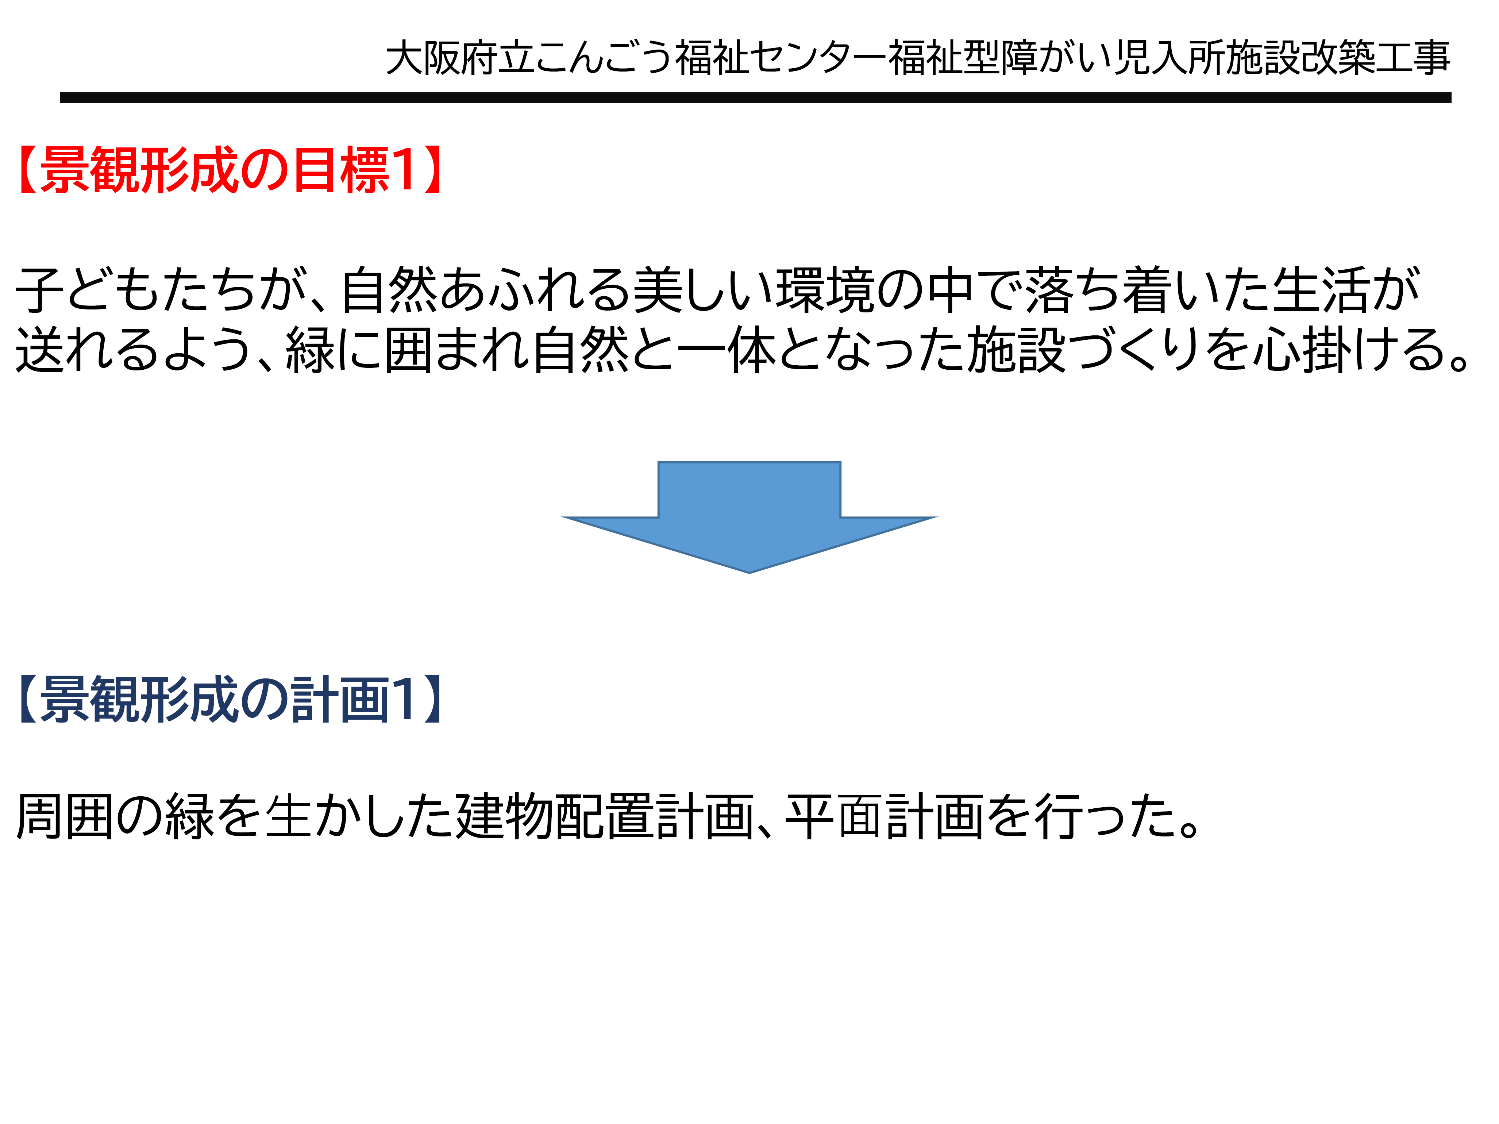 大阪府立こんごう福祉センター福祉型障がい児入所施設改築工事
【景観形成の目標1】
子どもたちが、自然あふれる美しい環境の中で落ち着いた生活が
送れるよう、緑に囲まれ自然と一体となった施設づくりを心掛ける。
【景観形成の計画1】
周囲の緑を生かした建物配置計画、平面計画を行った。